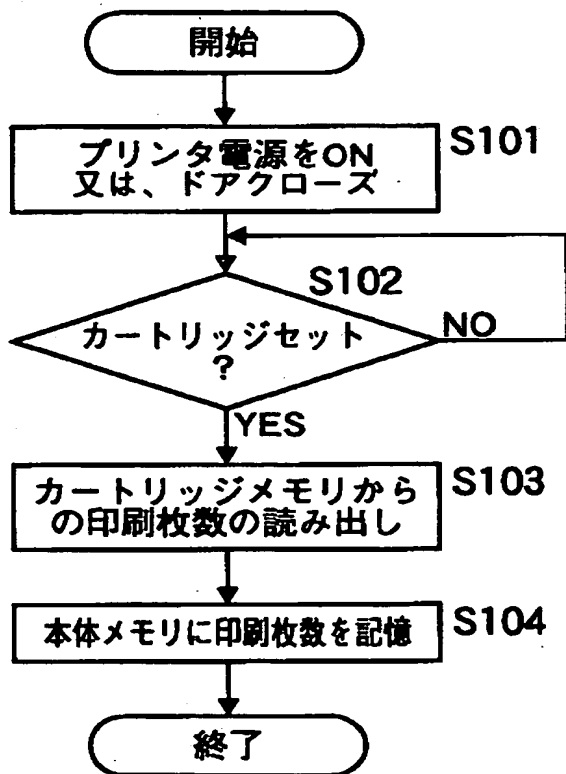 開始
プリンタ電源をON
又は、ドアクローズ
S101
S102
カートリッジセット
?
NO
YES
カートリッジメモリから
の印刷枚数の読み出し
S103
本体メモリに印刷枚数を記憶
S104
終了